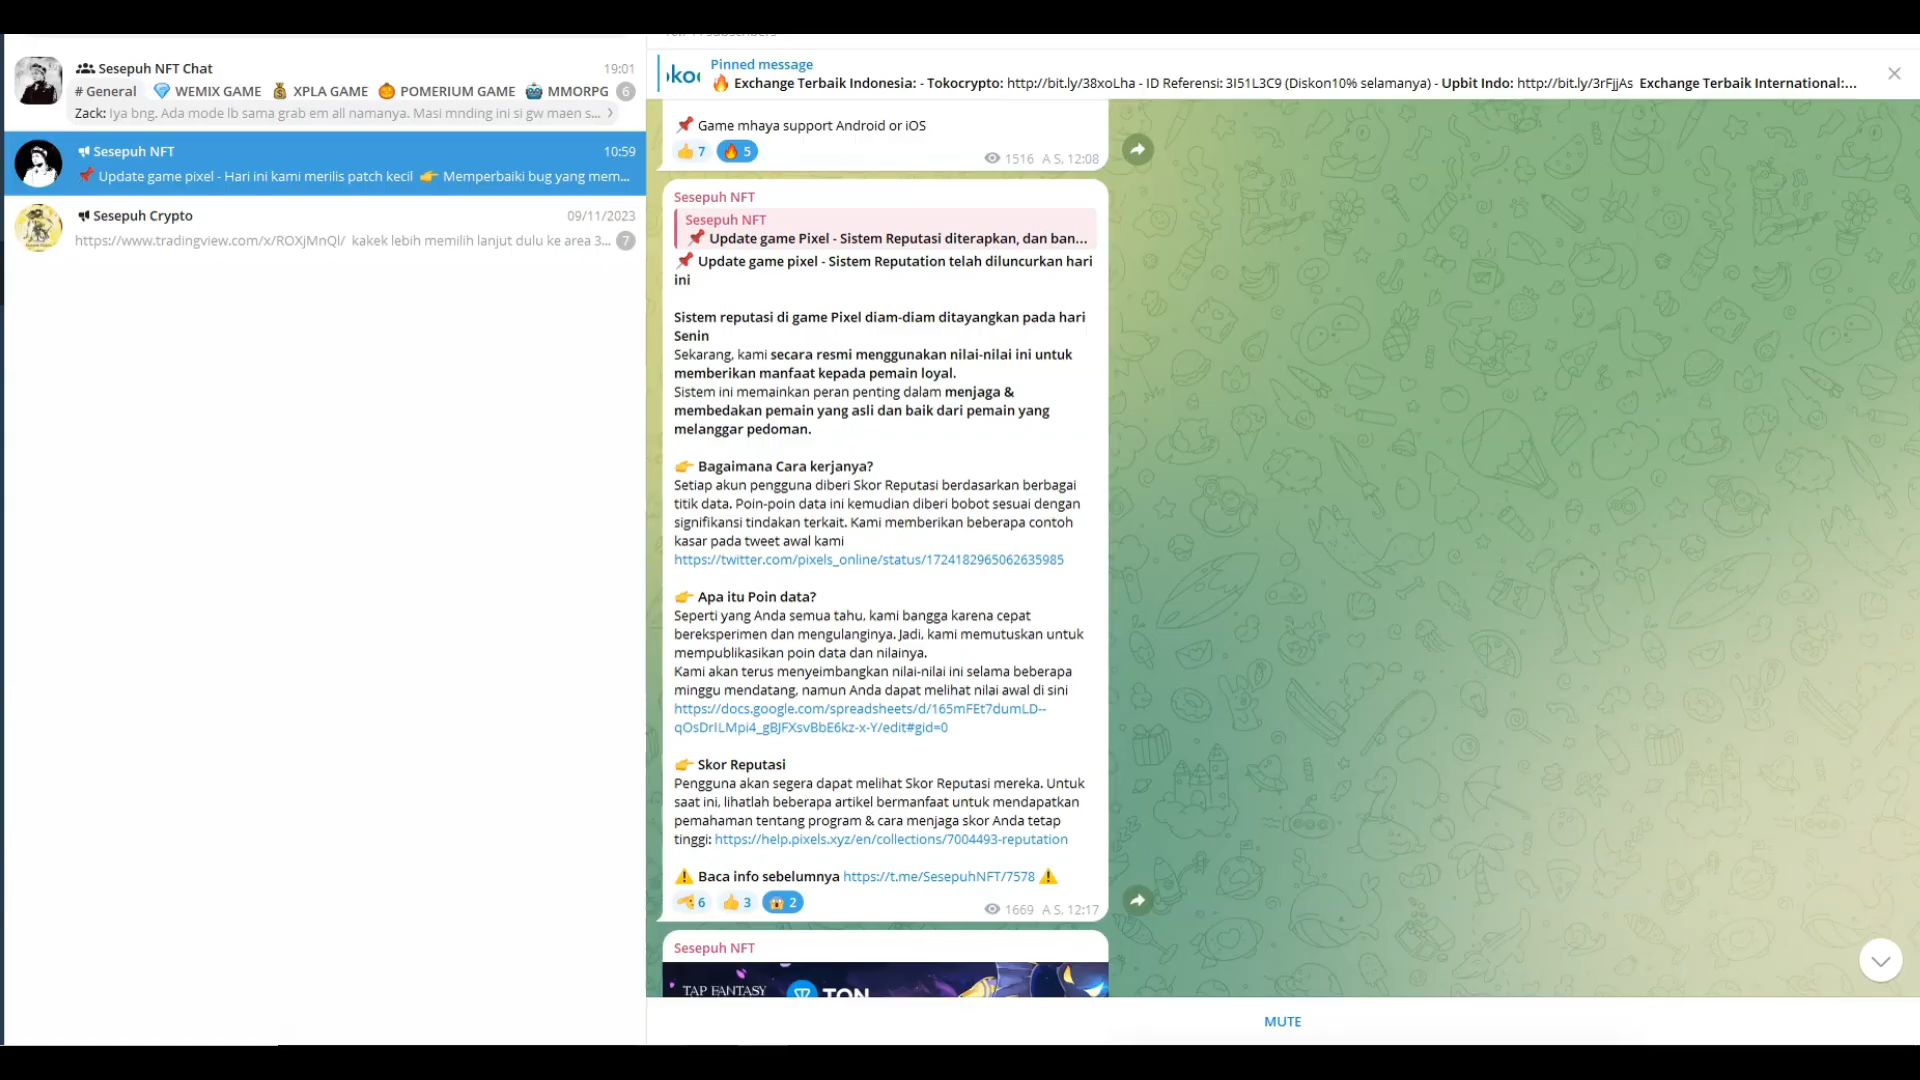 Sesepuh NFT Chat 19:01
# General 💎 WEMIX GAME 💰 XPLA GAME 🎃 POMERIUM GAME 🤖 MMORPG 6
Zack: Iya bng. Ada mode lb sama grab em all namanya. Masi mnding ini si gw maen s...
Sesepuh NFT 10:59
📌 Update game pixel - Hari ini kami merilis patch kecil 👉 Memperbaiki bug yang mem...
Sesepuh Crypto 09/11/2023
https://www.tradingview.com/x/ROXjMnQl/ kakek lebih memilih lanjut dulu ke area 3... 7
Pinned message
🔥 Exchange Terbaik Indonesia: - Tokocrypto: http://bit.ly/38xoLha - ID Referensi: 3I51L3C9 (Diskon10% selamanya) - Upbit Indo: http://bit.ly/3rFjjAs Exchange Terbaik International:...
📌 Game mhaya support Android or iOS
👍 7 🔥 5
1516 A S, 12:08
Sesepuh NFT
Sesepuh NFT
📌 Update game Pixel - Sistem Reputasi diterapkan, dan ban...
📌 Update game pixel - Sistem Reputation telah diluncurkan hari
ini
Sistem reputasi di game Pixel diam-diam ditayangkan pada hari
Senin
Sekarang, kami secara resmi menggunakan nilai-nilai ini untuk
memberikan manfaat kepada pemain loyal.
Sistem ini memainkan peran penting dalam menjaga &
membedakan pemain yang asli dan baik dari pemain yang
melanggar pedoman.
👉 Bagaimana Cara kerjanya?
Setiap akun pengguna diberi Skor Reputasi berdasarkan berbagai
titik data. Poin-poin data ini kemudian diberi bobot sesuai dengan
signifikansi tindakan terkait. Kami memberikan beberapa contoh
kasar pada tweet awal kami
https://twitter.com/pixels_online/status/1724182965062635985
👉 Apa itu Poin data?
Seperti yang Anda semua tahu, kami bangga karena cepat
bereksperimen dan mengulanginya. Jadi, kami memutuskan untuk
mempublikasikan poin data dan nilainya.
Kami akan terus menyeimbangkan nilai-nilai ini selama beberapa
minggu mendatang, namun Anda dapat melihat nilai awal di sini
https://docs.google.com/spreadsheets/d/165mFEt7dumLD--
qOsDrILMpi4_gBJFXsvBbE6kz-x-Y/edit#gid=0
👉 Skor Reputasi
Pengguna akan segera dapat melihat Skor Reputasi mereka. Untuk
saat ini, lihatlah beberapa artikel bermanfaat untuk mendapatkan
pemahaman tentang program & cara menjaga skor Anda tetap
tinggi: https://help.pixels.xyz/en/collections/7004493-reputation
⚠️ Baca info sebelumnya https://t.me/SesepuhNFT/7578 ⚠️
6 👍 3 😱 2
1669 A S, 12:17
Sesepuh NFT
TAP FANTASY TON
MUTE